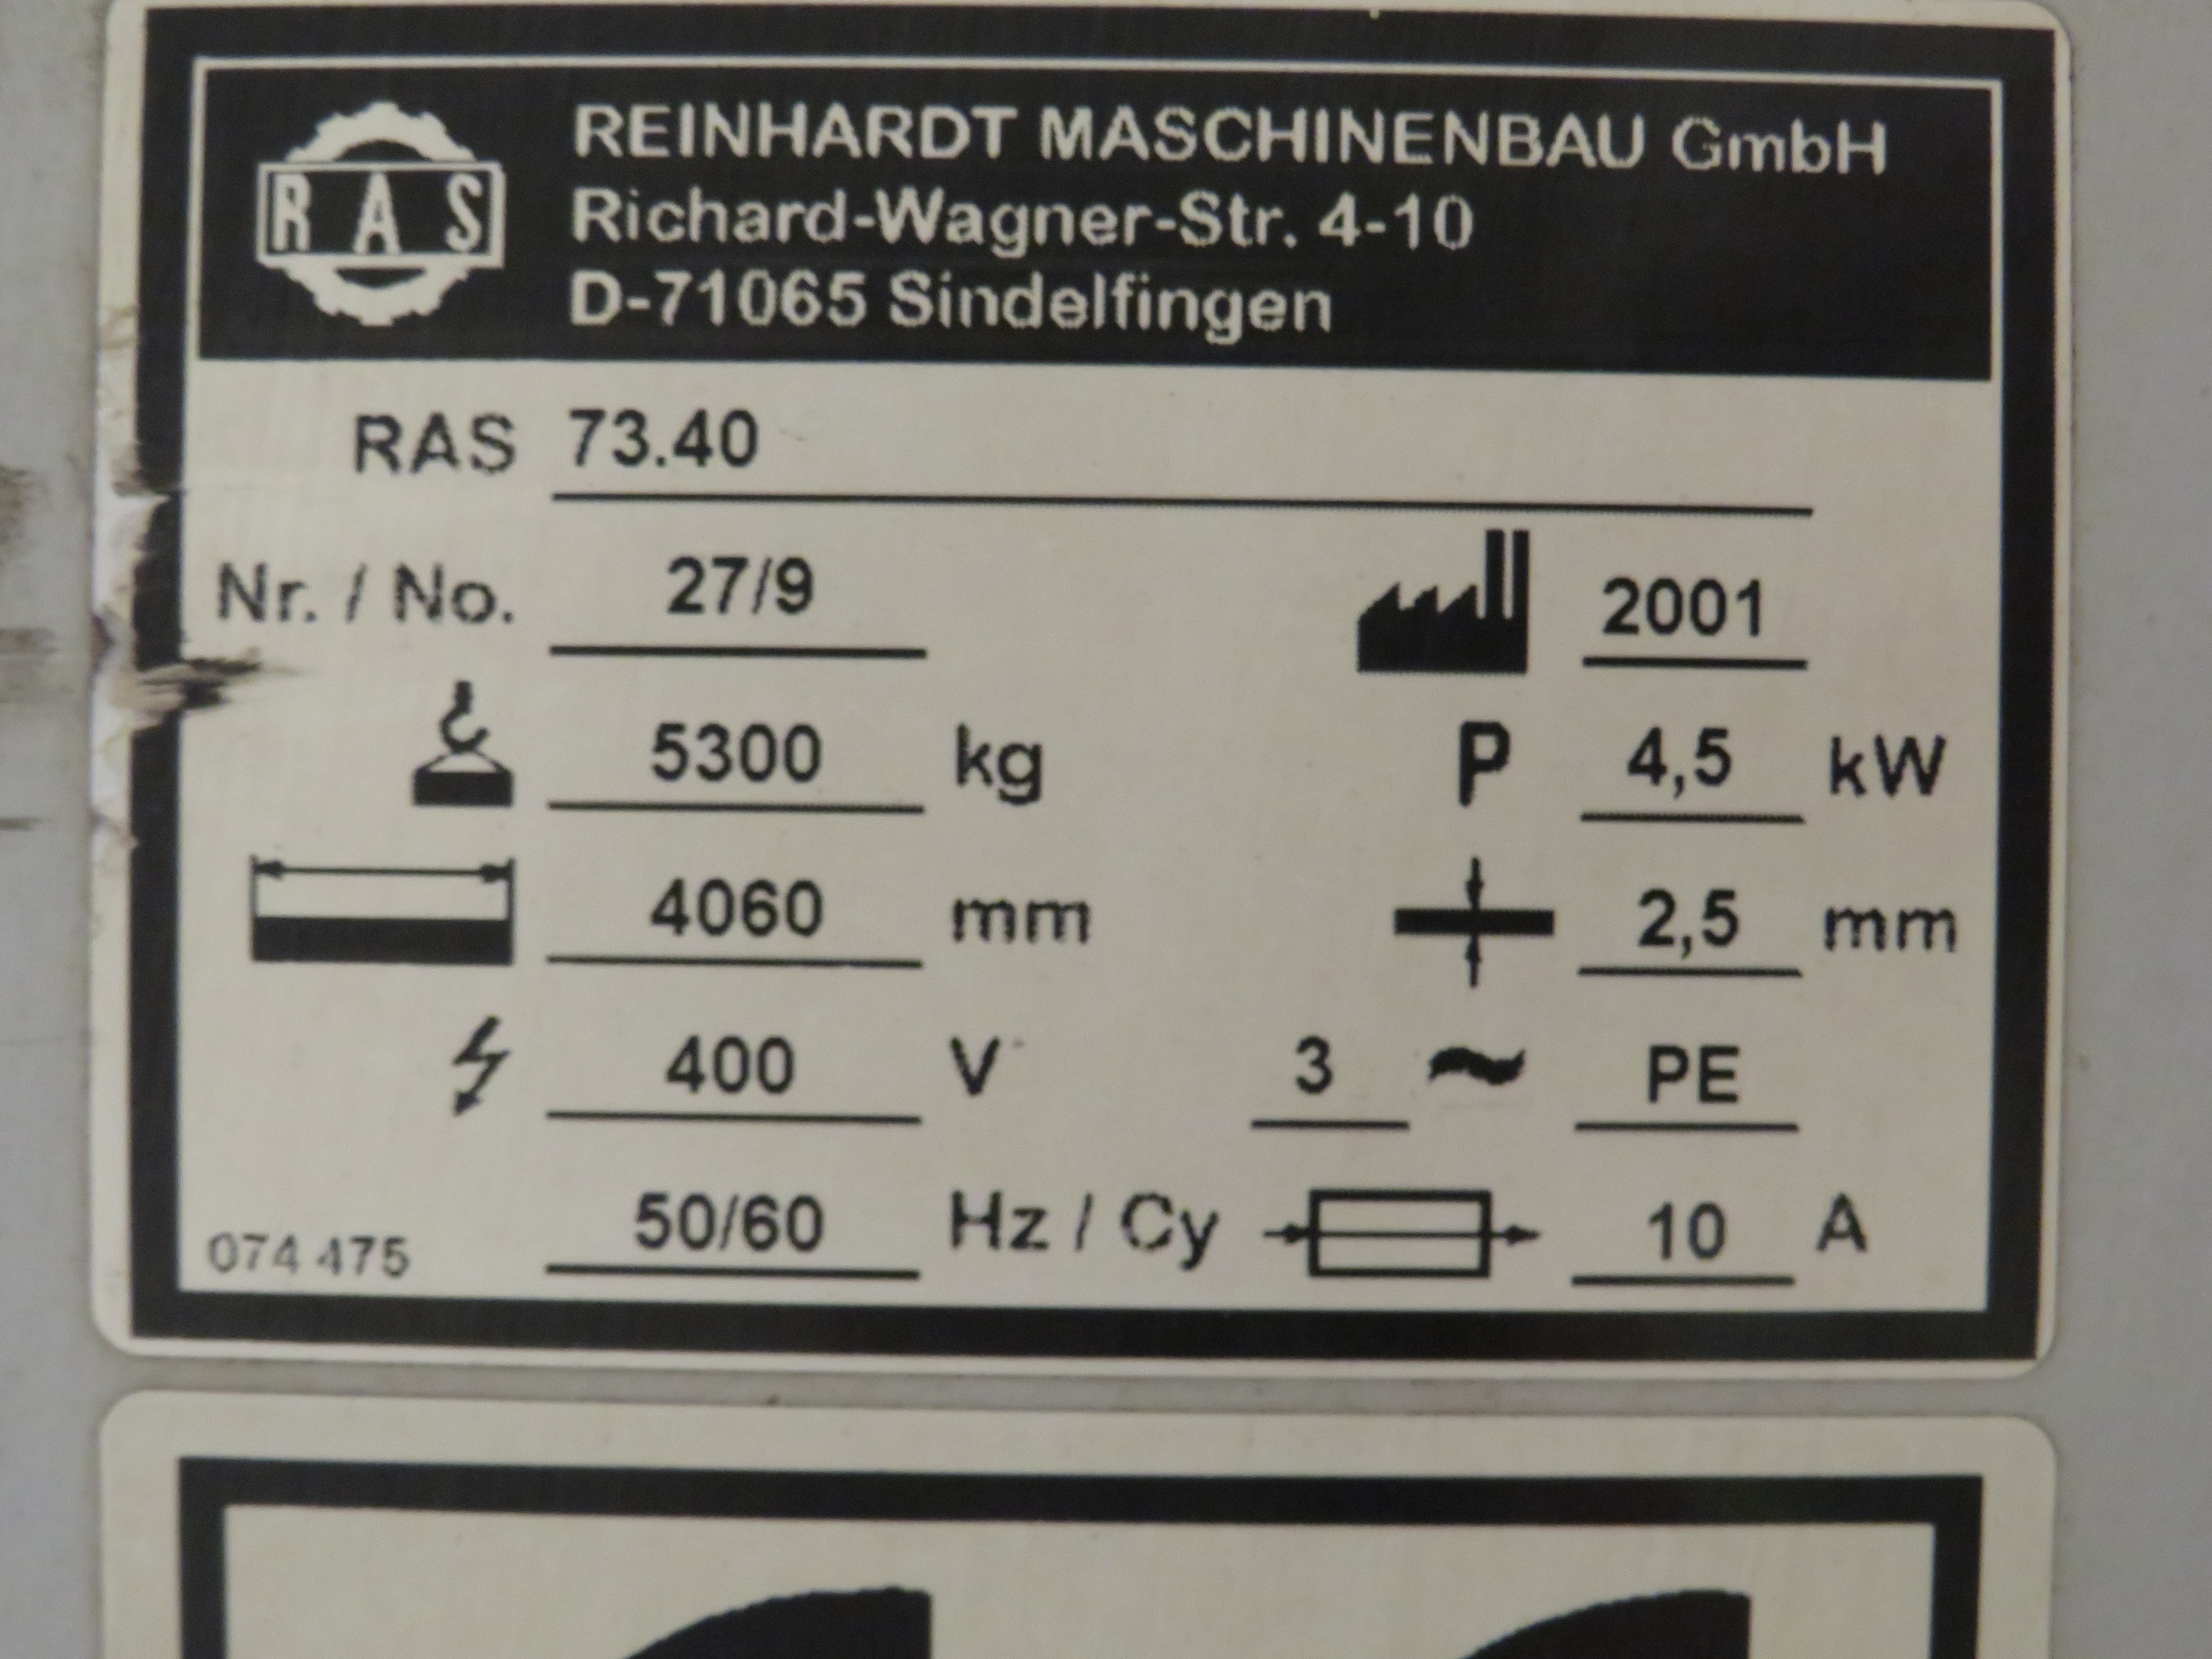 RAS
REINHARDT MASCHINENBAU GmbH
Richard-Wagner-Str. 4-10
D-71065 Sindelfingen
RAS 73.40
Nr. / No. 27/9 2001
5300 kg P 4,5 kW
4060 mm 2,5 mm
400 V 3 ~ PE
074 475 50/60 Hz / Cy 10 A